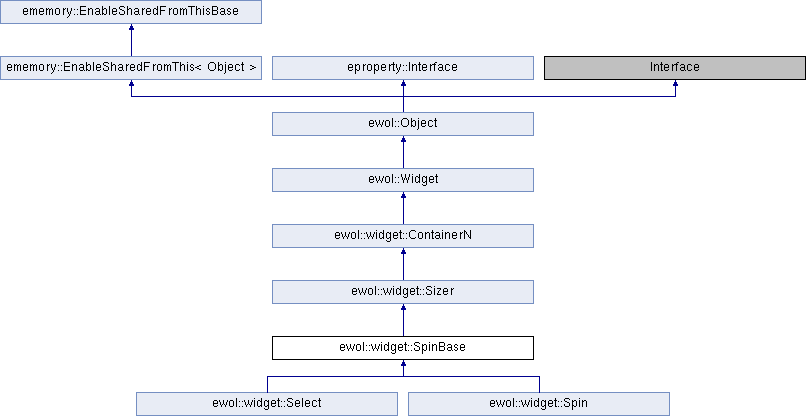 ememory::EnableSharedFromThisBase
ememory::EnableSharedFromThis< Object >
eproperty::Interface
Interface
ewol::Object
ewol::Widget
ewol::widget::ContainerN
ewol::widget::Sizer
ewol::widget::SpinBase
ewol::widget::Select
ewol::widget::Spin